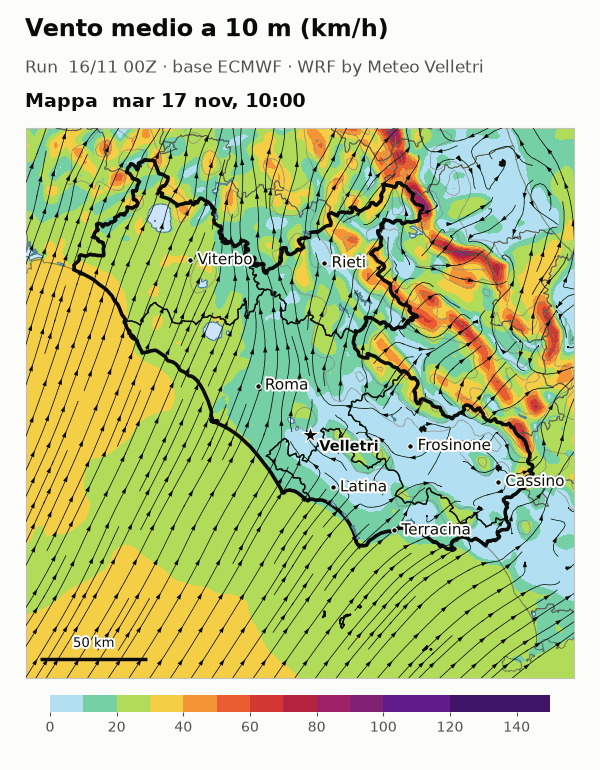 Vento medio a 10 m (km/h)
Run  16/11 00Z · base ECMWF · WRF by Meteo Velletri
Mappa  mar 17 nov, 10:00
Viterbo
Rieti
Roma
Velletri
Frosinone
Latina
Cassino
Terracina
50 km
0 20 40 60 80 100 120 140